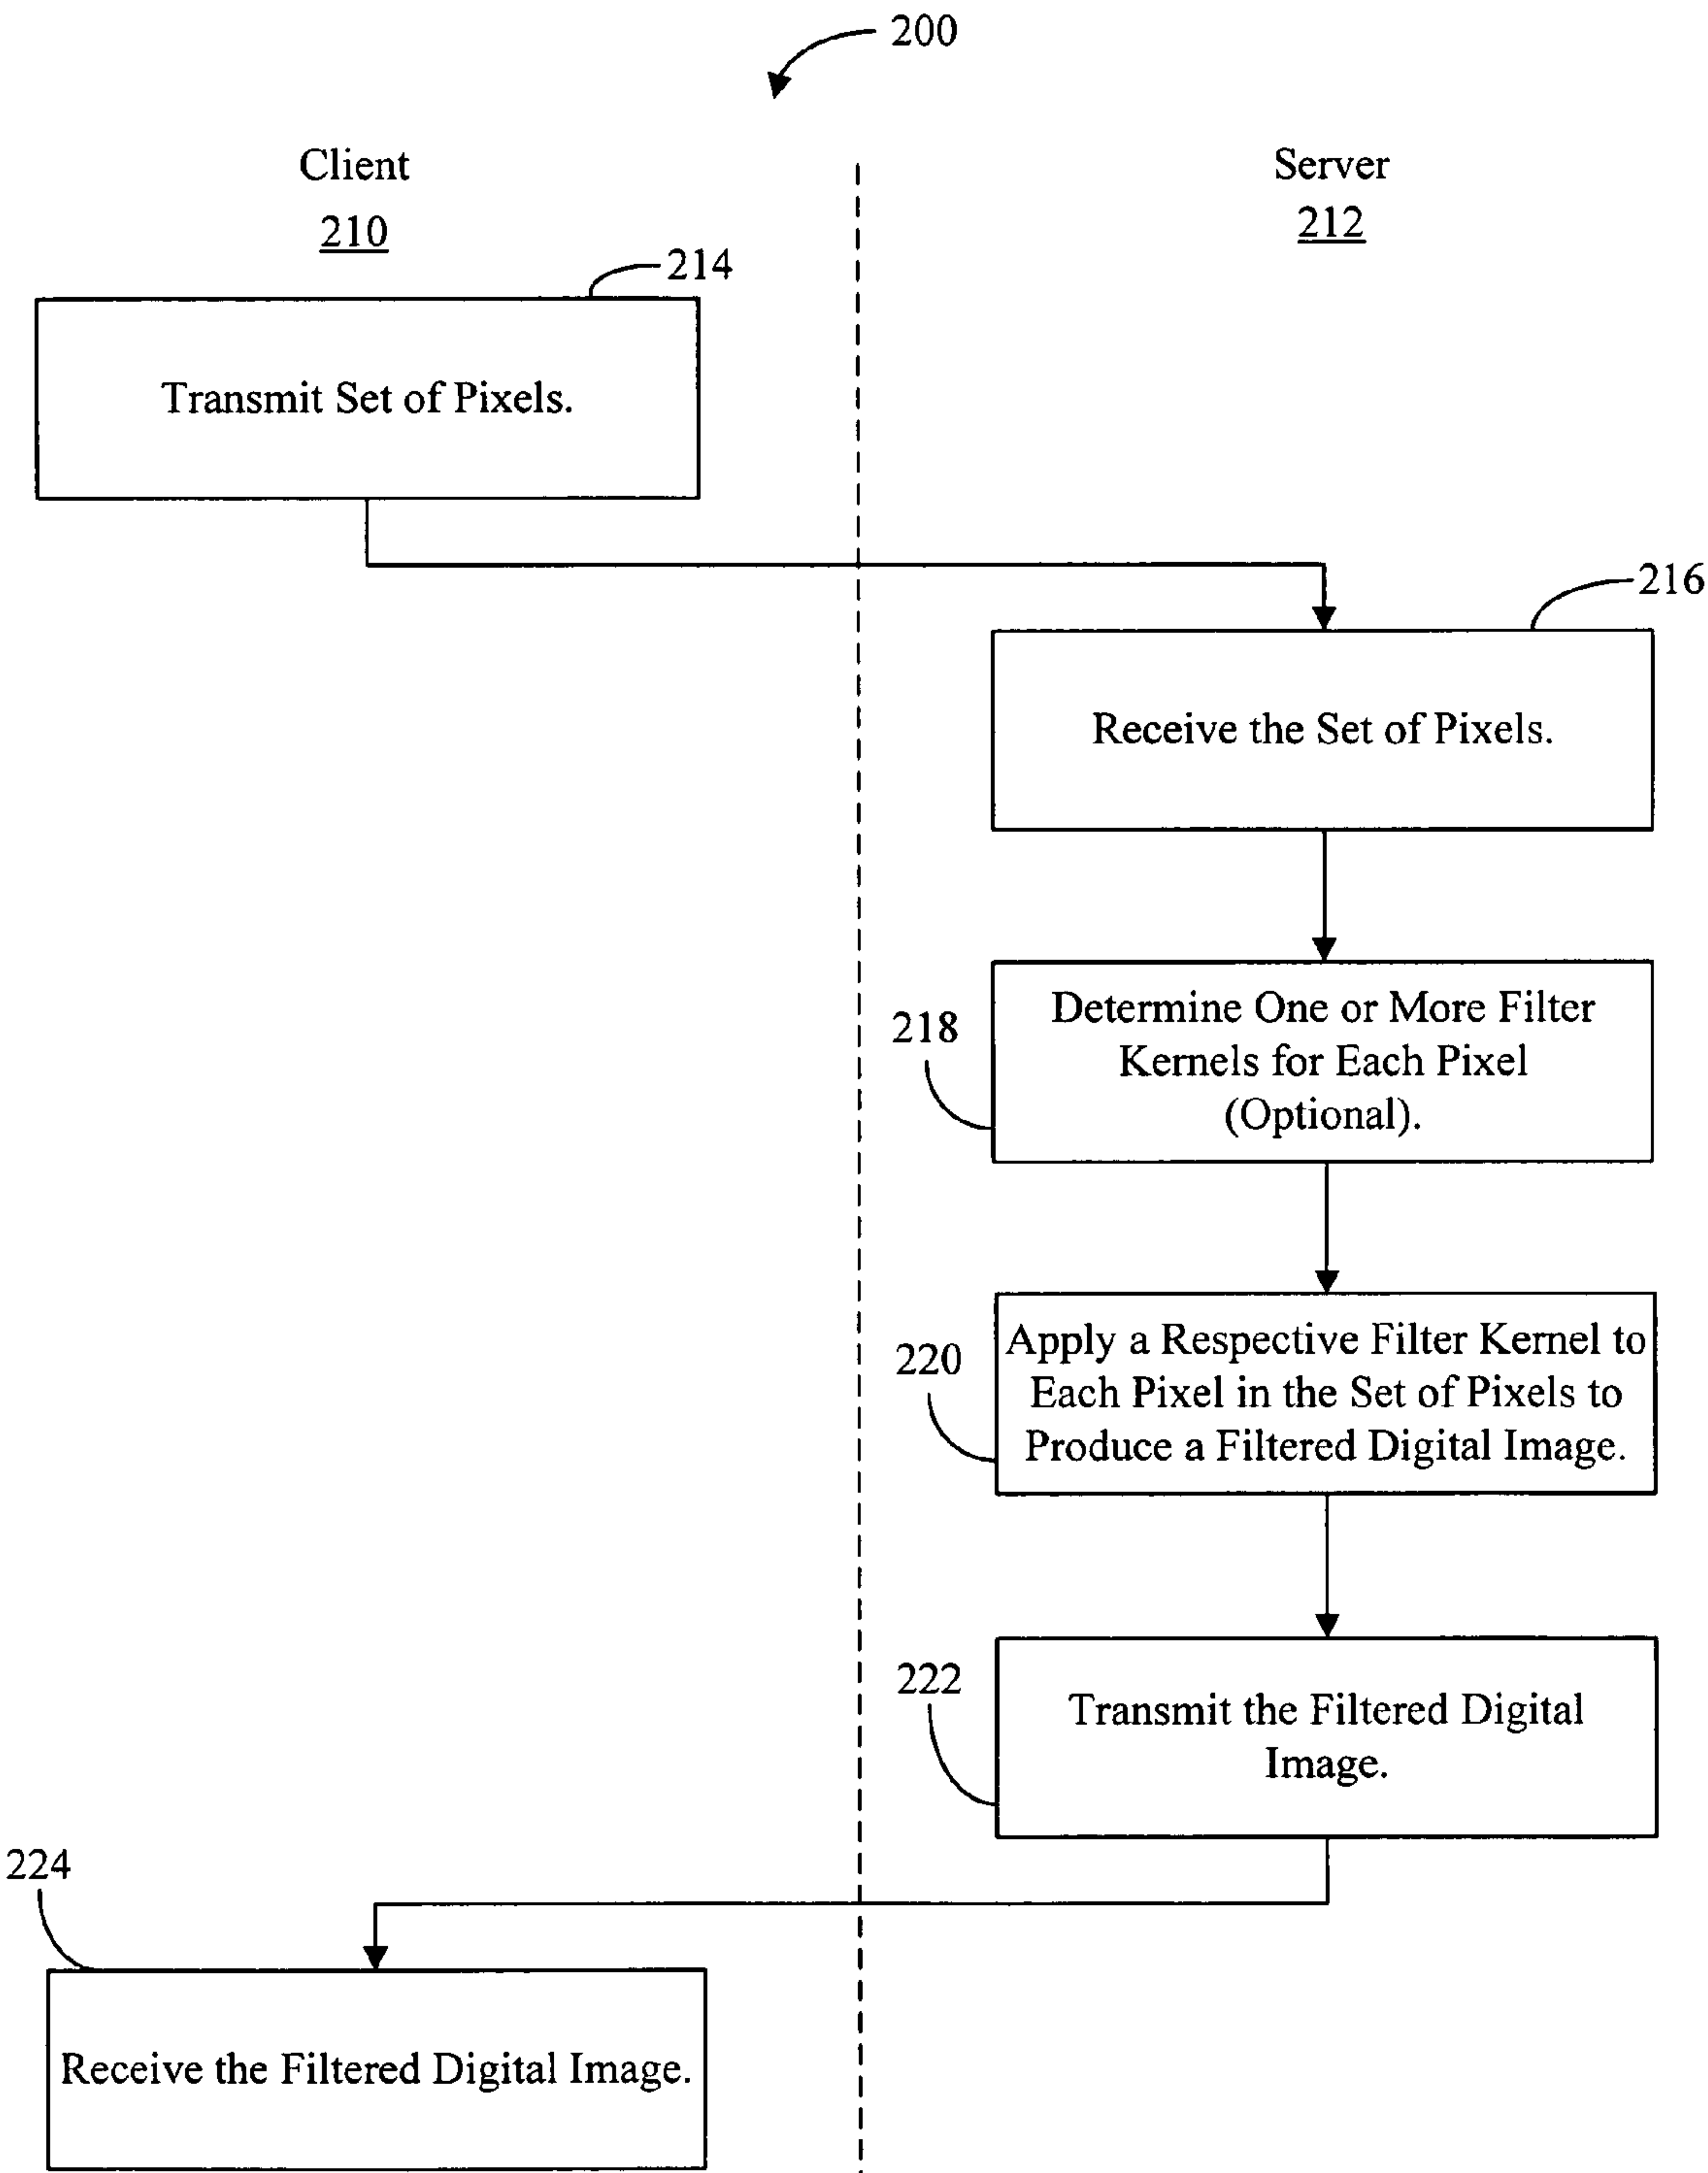 200
Client
210
Server
212
214
Transmit Set of Pixels.
216
Receive the Set of Pixels.
218
Determine One or More Filter
Kernels for Each Pixel
(Optional).
220
Apply a Respective Filter Kernel to
Each Pixel in the Set of Pixels to
Produce a Filtered Digital Image.
222
Transmit the Filtered Digital
Image.
224
Receive the Filtered Digital Image.